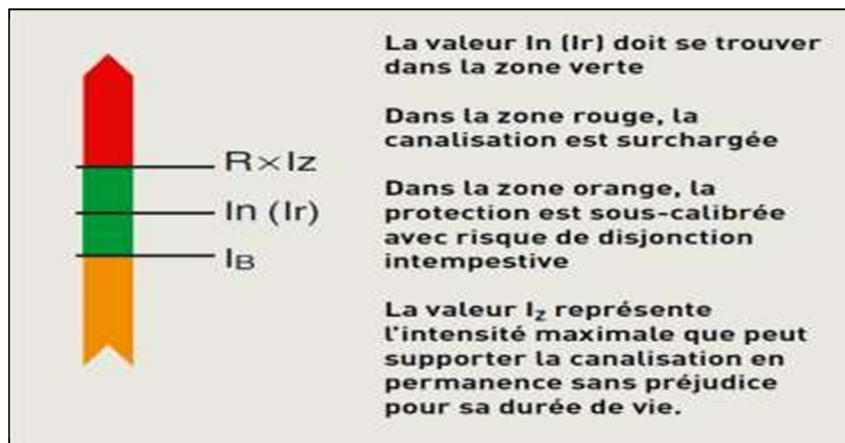 La valeur In (Ir) doit se trouver
dans la zone verte
Dans la zone rouge, la
canalisation est surchargée
R×Iz
In (Ir)
IB
Dans la zone orange, la
protection est sous-calibrée
avec risque de disjonction
intempestive
La valeur Iz représente
l'intensité maximale que peut
supporter la canalisation en
permanence sans préjudice
pour sa durée de vie.